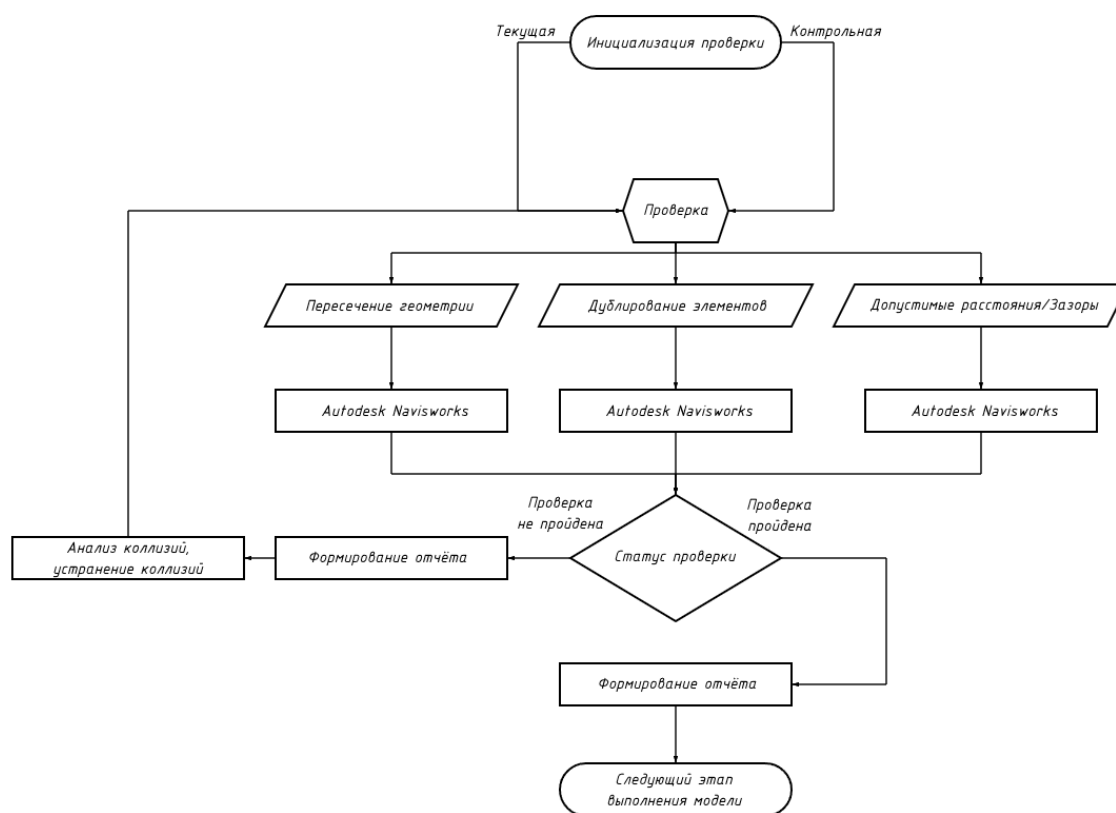 Текущая
Инициализация проверки
Контрольная
Проверка
Пересечение геометрии
Дублирование элементов
Допустимые расстояния/Зазоры
Autodesk Navisworks
Autodesk Navisworks
Autodesk Navisworks
Проверка
не пройдена
Проверка
пройдена
Анализ коллизий,
устранение коллизий
Формирование отчёта
Статус проверки
Формирование отчёта
Следующий этап
выполнения модели